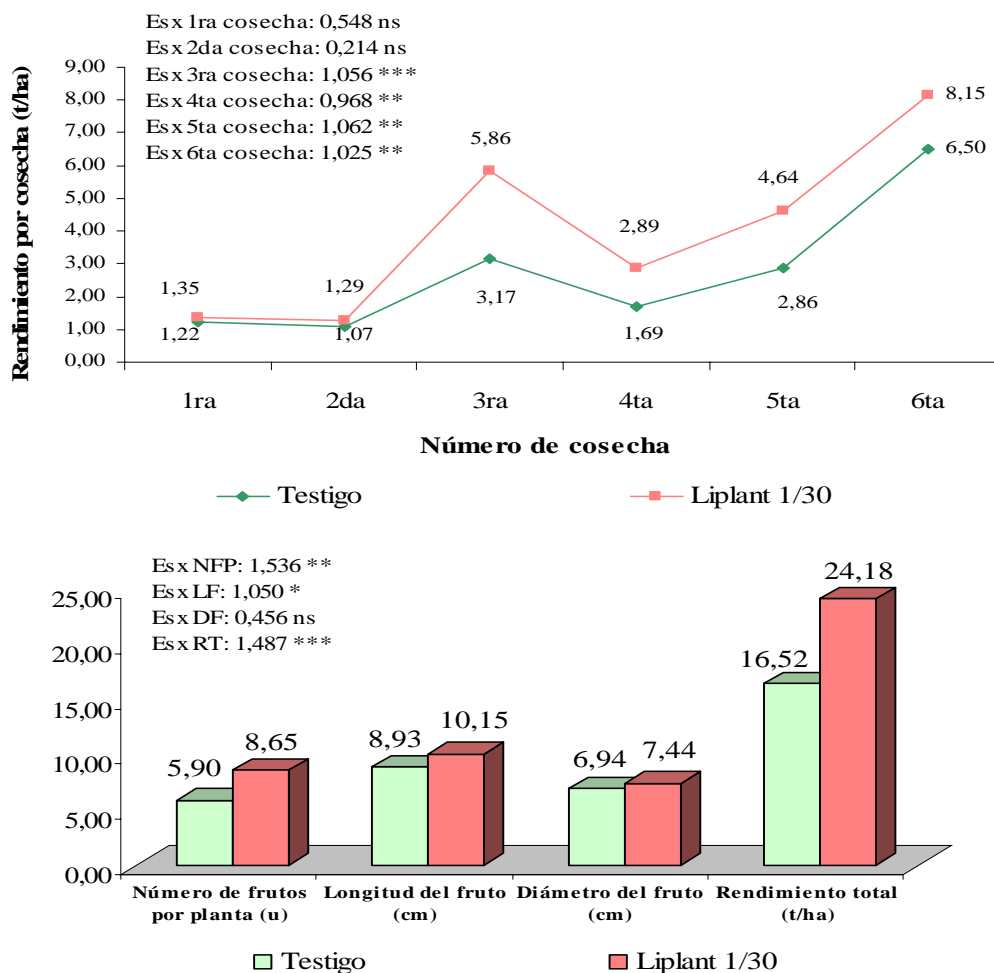 Es x 1ra cosecha: 0,548 ns
Es x 2da cosecha: 0,214 ns
Es x 3ra cosecha: 1,056 ***
Es x 4ta cosecha: 0,968 **
Es x 5ta cosecha: 1,062 **
Es x 6ta cosecha: 1,025 **
Rendimiento por cosecha (t/ha)
9,00
8,00
7,00
6,00
5,00
4,00
3,00
2,00
1,00
0,00
1,35
1,29
5,86
2,89
4,64
8,15
1,22
1,07
3,17
1,69
2,86
6,50
1ra 2da 3ra 4ta 5ta 6ta
Número de cosecha
Testigo Liplant 1/30
Es x NFP: 1,536 **
Es x LF: 1,050 *
Es x DF: 0,456 ns
Es x RT: 1,487 ***
25,00
20,00
15,00
10,00
5,00
0,00
5,90 8,65 8,93 10,15 6,94 7,44 16,52 24,18
Número de frutos por planta (u)
Longitud del fruto (cm)
Diámetro del fruto (cm)
Rendimiento total (t/ha)
Testigo Liplant 1/30